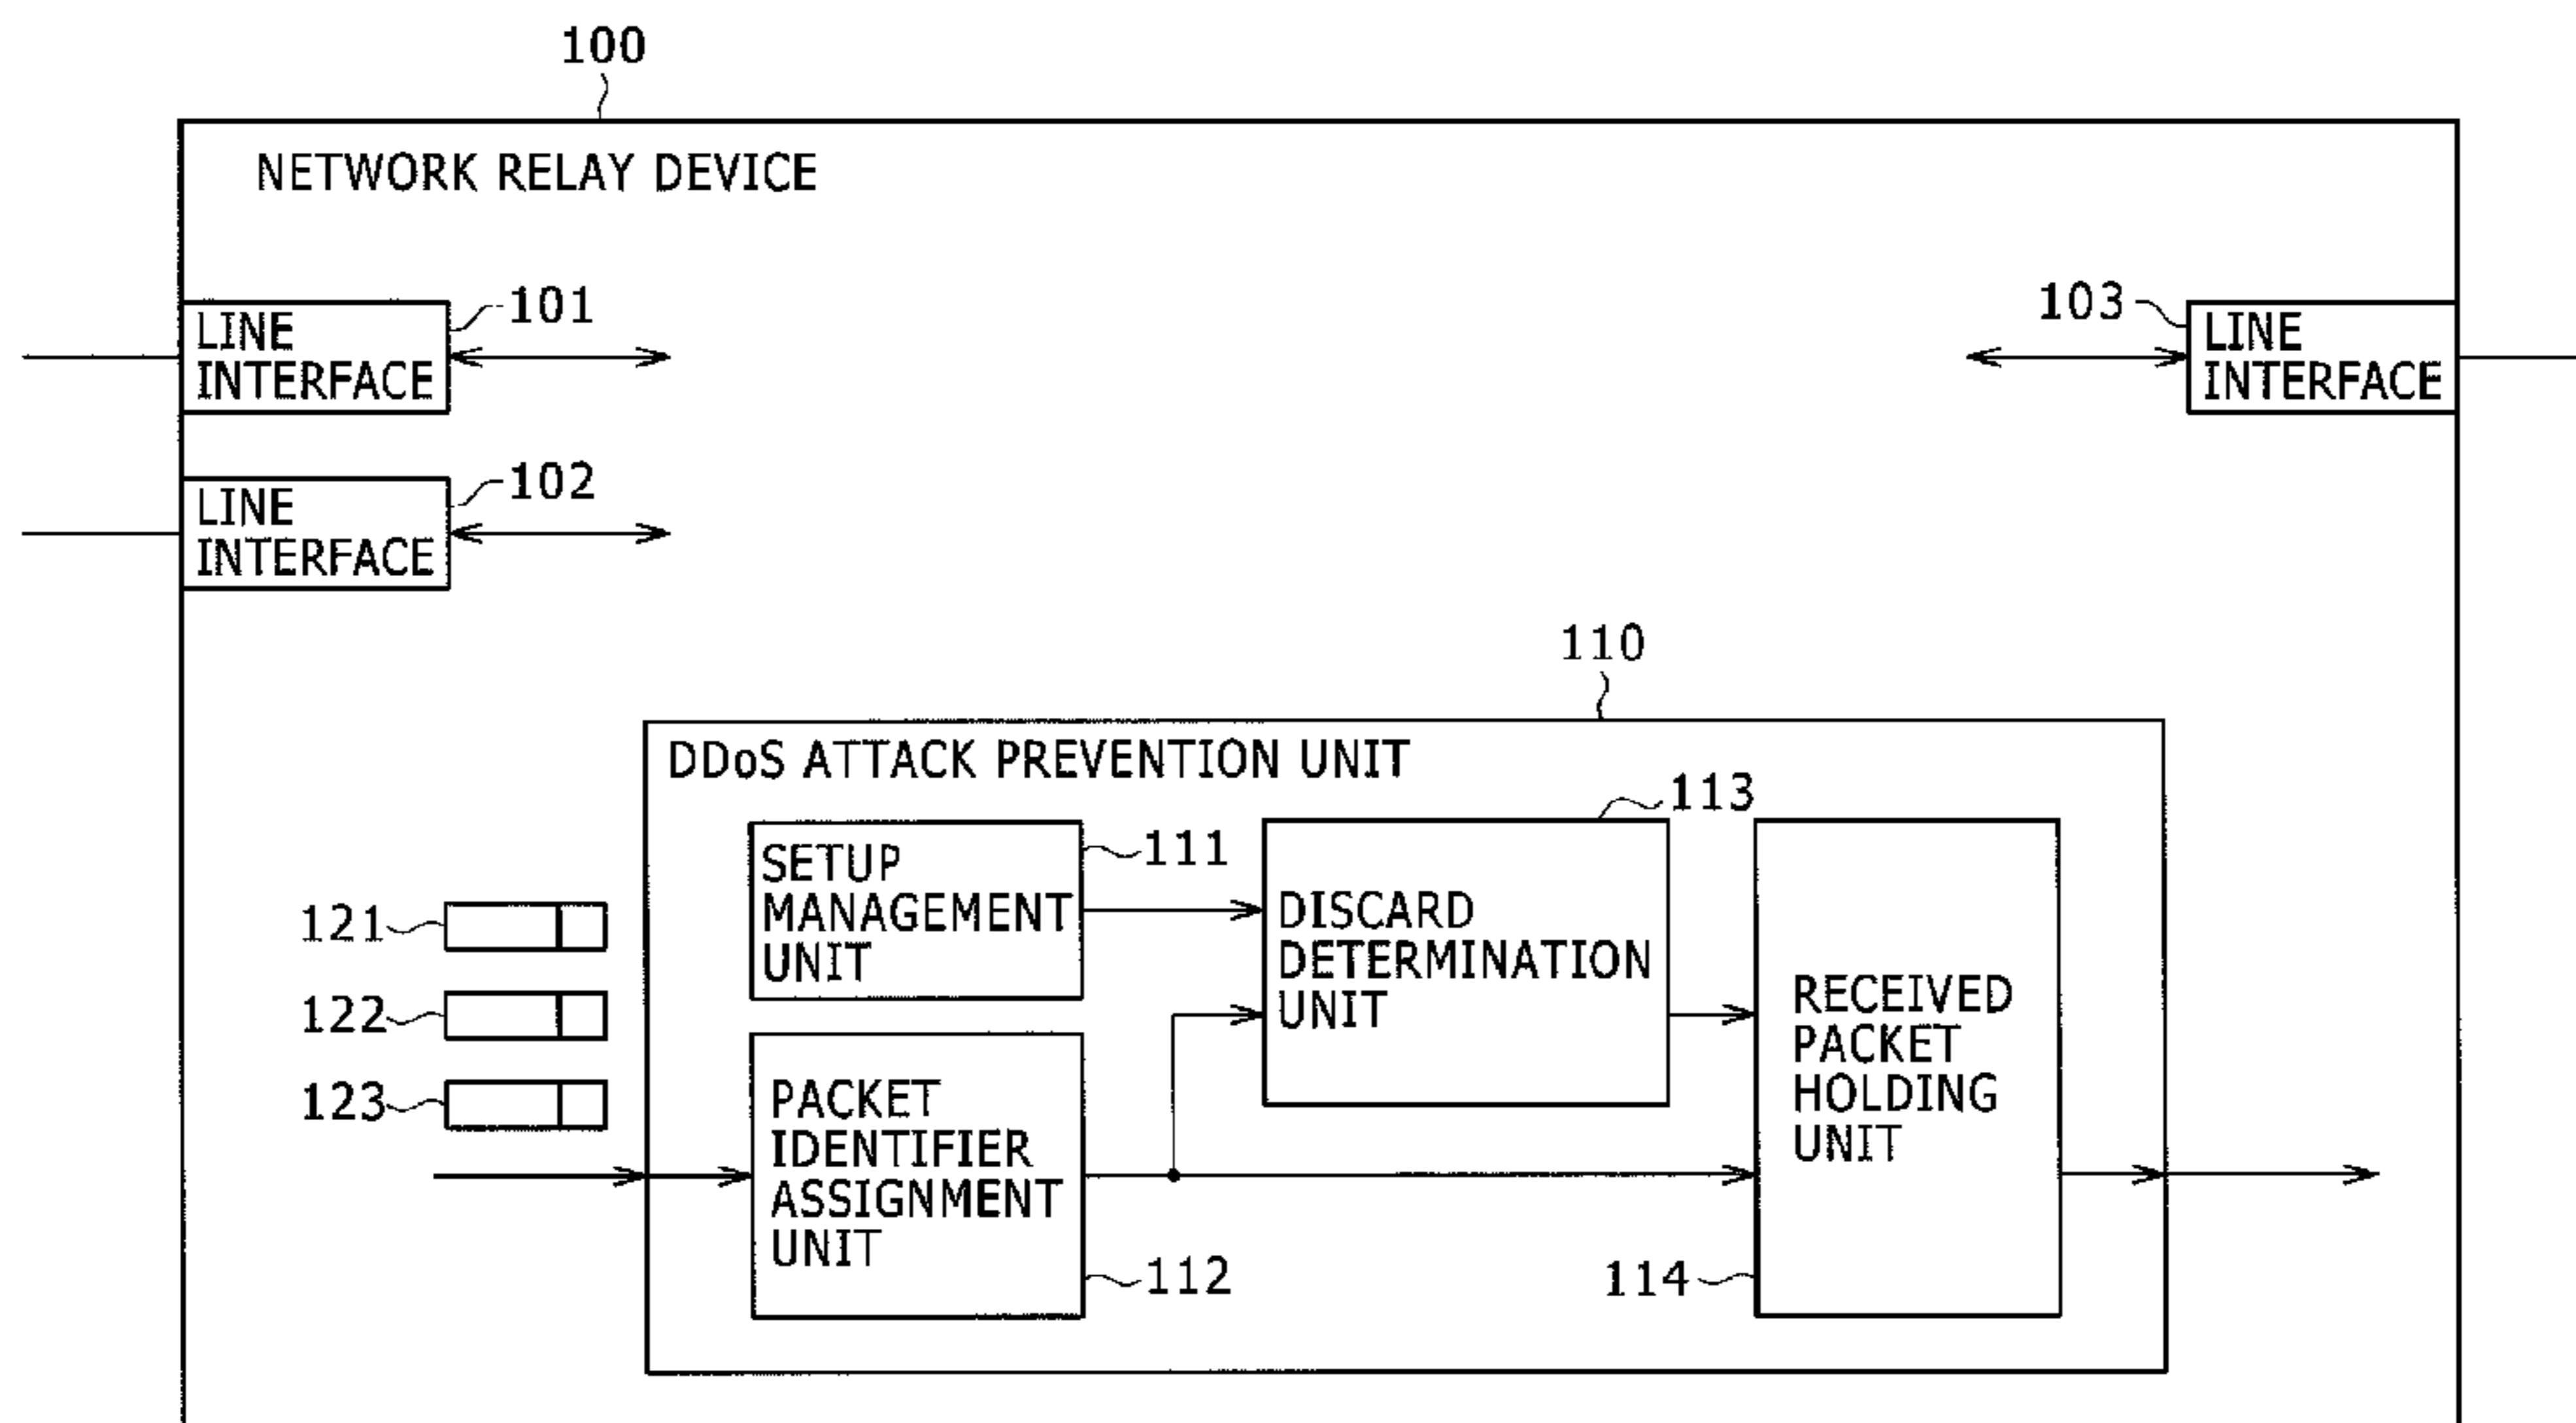 100
NETWORK RELAY DEVICE
101
LINE
INTERFACE
103
LINE
INTERFACE
102
LINE
INTERFACE
110
DDoS ATTACK PREVENTION UNIT
111
SETUP
MANAGEMENT
UNIT
113
DISCARD
DETERMINATION
UNIT
121
122
123
PACKET
IDENTIFIER
ASSIGNMENT
UNIT
112
RECEIVED
PACKET
HOLDING
UNIT
114